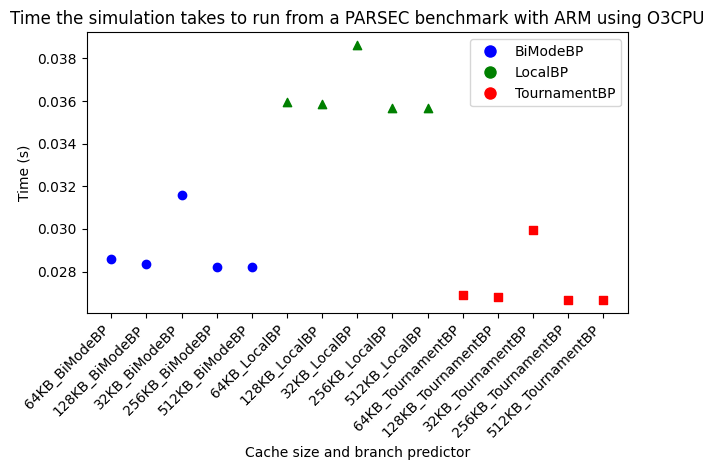 Time the simulation takes to run from a PARSEC benchmark with ARM using O3CPU
BiModeBP
LocalBP
TournamentBP
Time (s)
0.038
0.036
0.034
0.032
0.030
0.028
64KB_BiModeBP
128KB_BiModeBP
32KB_BiModeBP
256KB_BiModeBP
512KB_BiModeBP
64KB_LocalBP
128KB_LocalBP
32KB_LocalBP
256KB_LocalBP
512KB_LocalBP
64KB_TournamentBP
128KB_TournamentBP
32KB_TournamentBP
256KB_TournamentBP
512KB_TournamentBP
Cache size and branch predictor